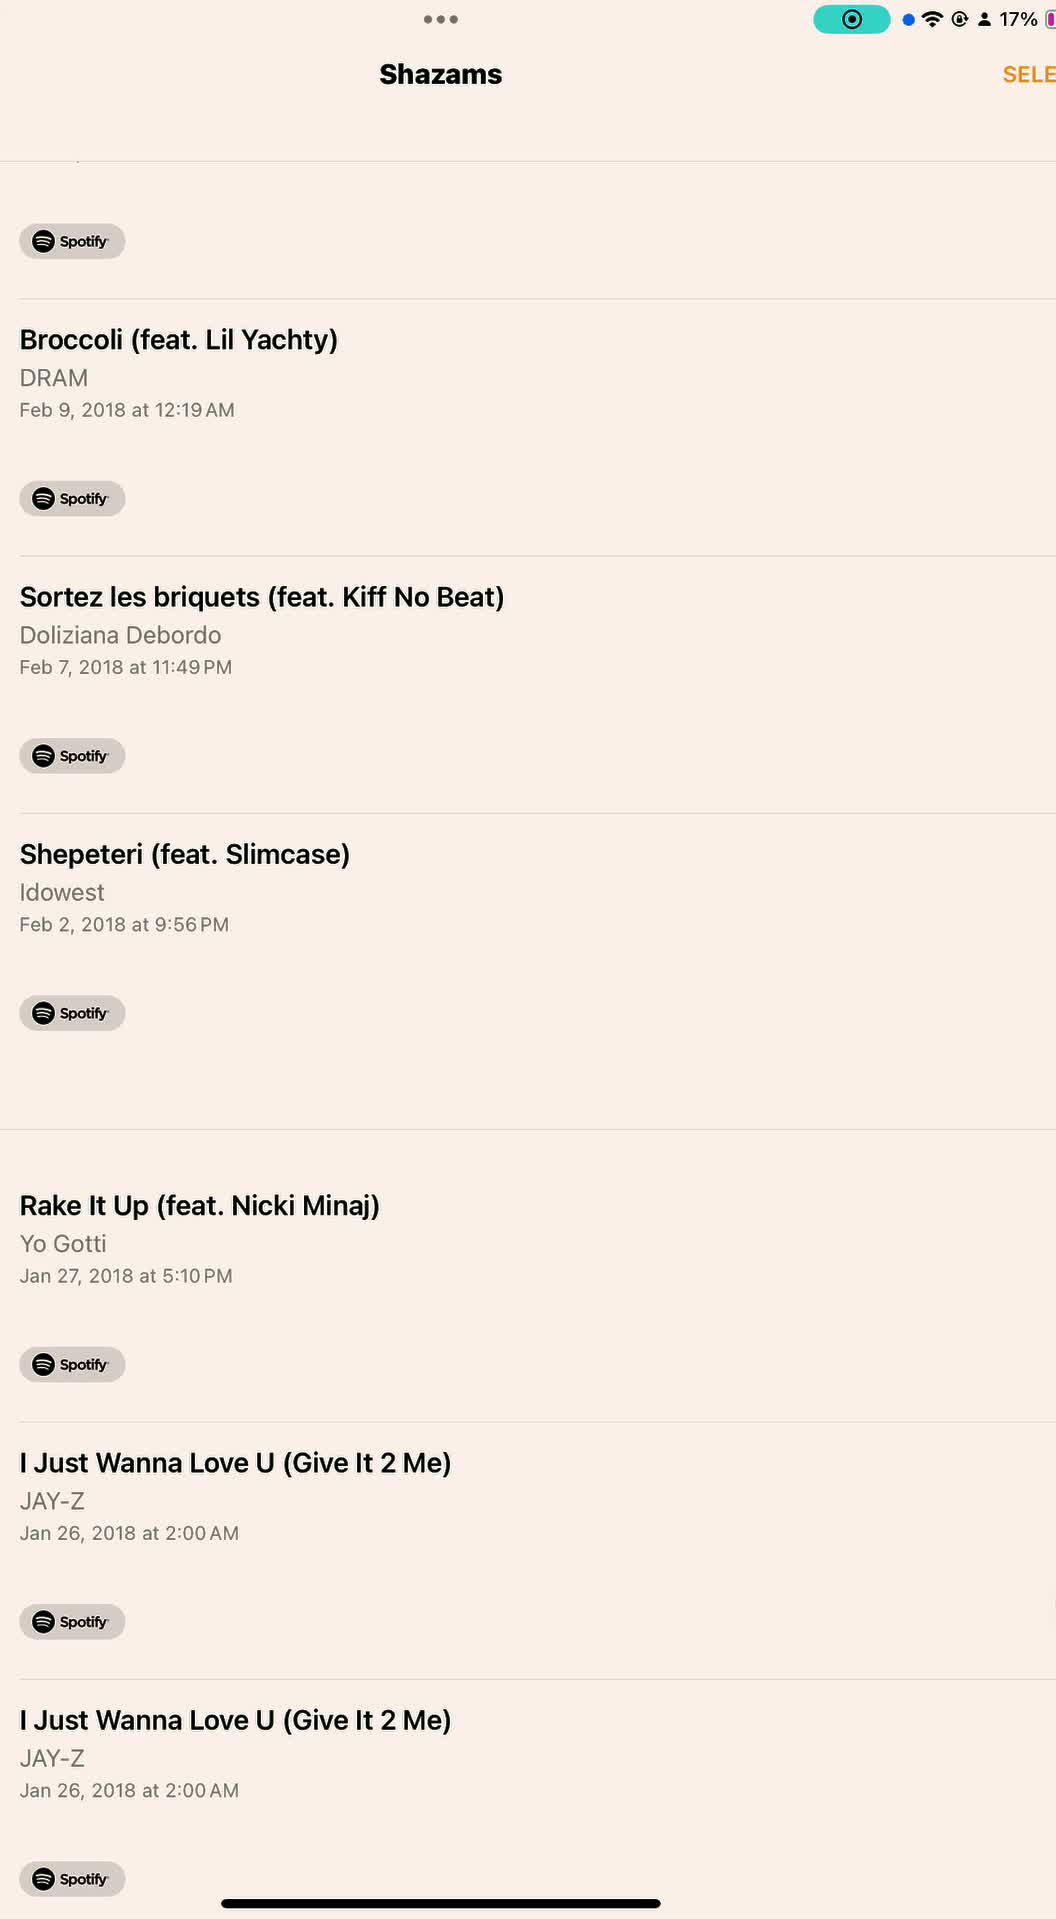 17%
Shazams
Spotify
Broccoli (feat. Lil Yachty)
DRAM
Feb 9, 2018 at 12:19 AM
Spotify
Sortez les briquets (feat. Kiff No Beat)
Doliziana Debordo
Feb 7, 2018 at 11:49 PM
Spotify
Shepeteri (feat. Slimcase)
Idowest
Feb 2, 2018 at 9:56 PM
Spotify
Rake It Up (feat. Nicki Minaj)
Yo Gotti
Jan 27, 2018 at 5:10 PM
Spotify
I Just Wanna Love U (Give It 2 Me)
JAY-Z
Jan 26, 2018 at 2:00 AM
Spotify
I Just Wanna Love U (Give It 2 Me)
JAY-Z
Jan 26, 2018 at 2:00 AM
Spotify